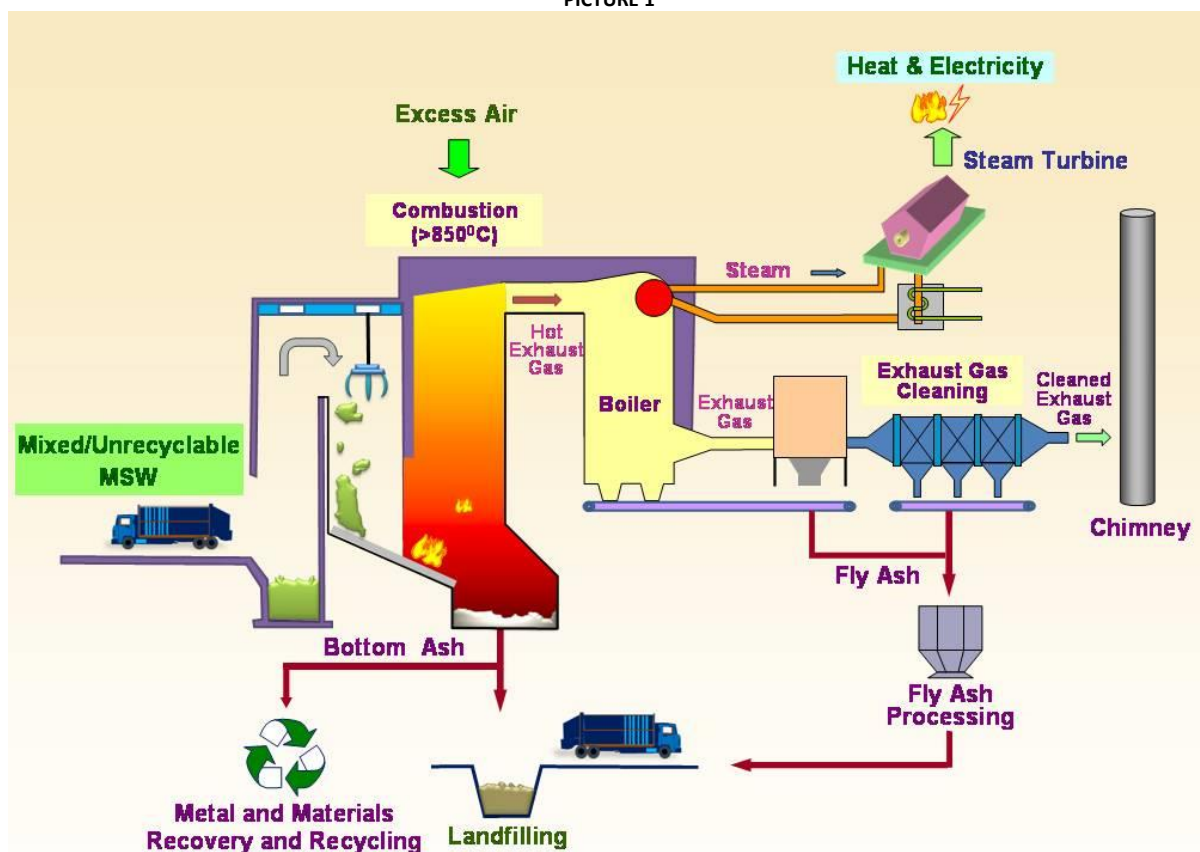 PICTURE 1
Heat & Electricity
Excess Air
Steam Turbine
Combustion
(>850⁰C)
Steam
Hot
Exhaust
Gas
Exhaust Gas
Cleaning
Cleaned
Exhaust
Gas
Boiler
Exhaust
Gas
Mixed/Unrecyclable
MSW
Chimney
Fly Ash
Bottom Ash
Fly Ash
Processing
Metal and Materials
Recovery and Recycling
Landfilling